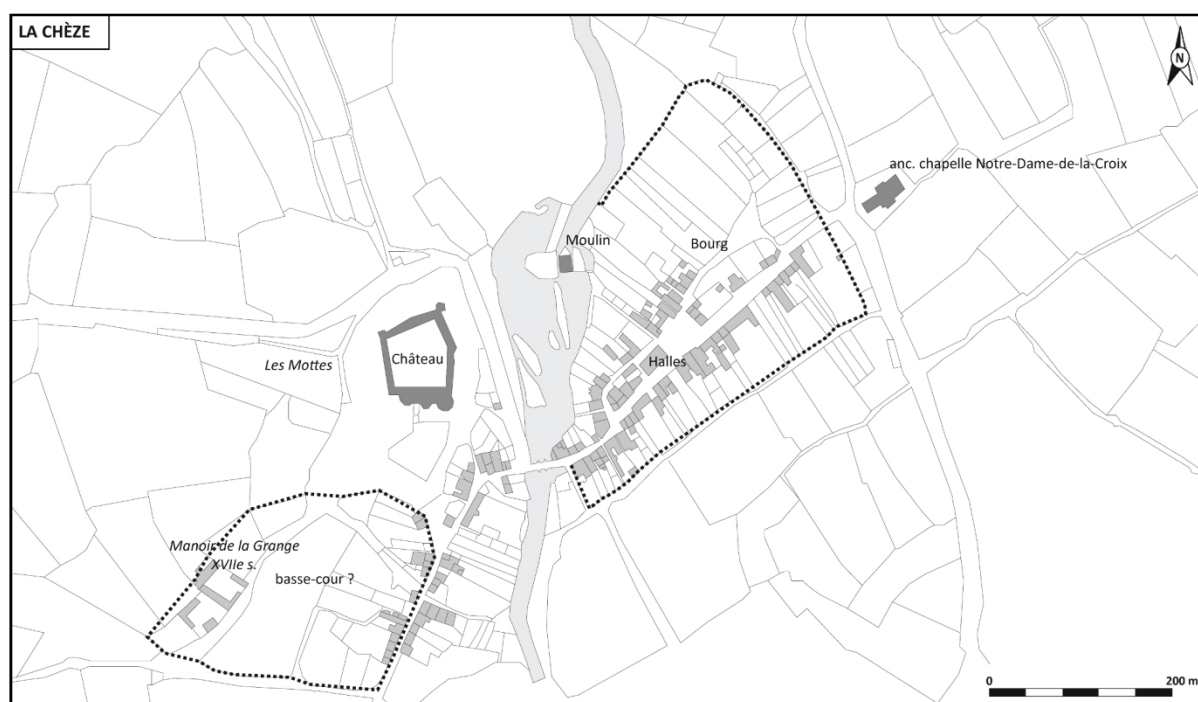 LA CHÈZE
N
anc. chapelle Notre-Dame-de-la-Croix
Moulin
Bourg
Château
Les Mottes
Halles
Manoir de la Grange
XVIIe s.
basse-cour ?
0
200 m